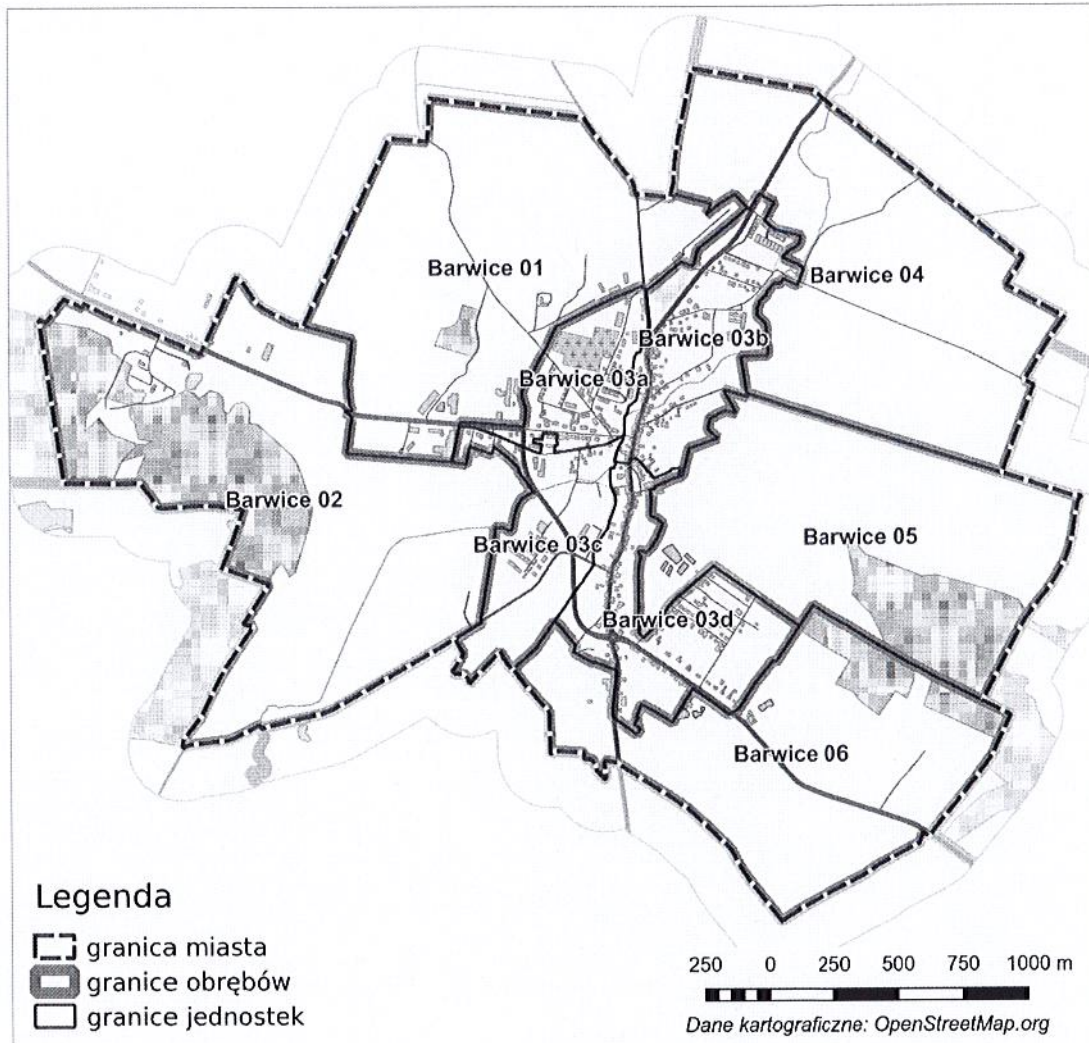 Barwice 01
Barwice 04
Barwice 03b
Barwice 03a
Barwice 02
Barwice 05
Barwice 03c
Barwice 03d
Barwice 06
Legenda
granica miasta
granice obrębów
granice jednostek
250 0 250 500 750 1000 m
Dane kartograficzne: OpenStreetMap.org